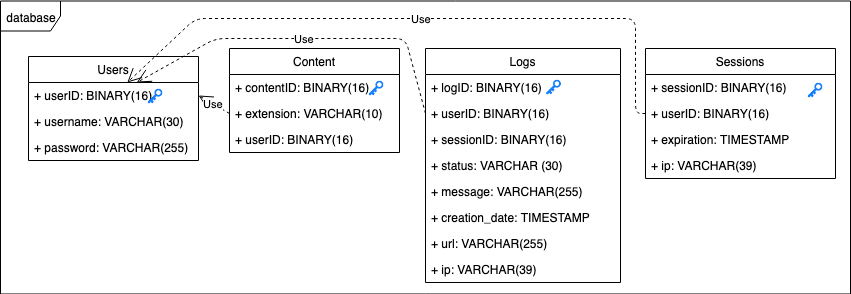 database
Use
Use
Use
Users
+ userID: BINARY(16)
+ username: VARCHAR(30)
+ password: VARCHAR(255)
Content
+ contentID: BINARY(16)
+ extension: VARCHAR(10)
+ userID: BINARY(16)
Logs
+ logID: BINARY(16)
+ userID: BINARY(16)
+ sessionID: BINARY(16)
+ status: VARCHAR (30)
+ message: VARCHAR(255)
+ creation_date: TIMESTAMP
+ url: VARCHAR(255)
+ ip: VARCHAR(39)
Sessions
+ sessionID: BINARY(16)
+ userID: BINARY(16)
+ expiration: TIMESTAMP
+ ip: VARCHAR(39)